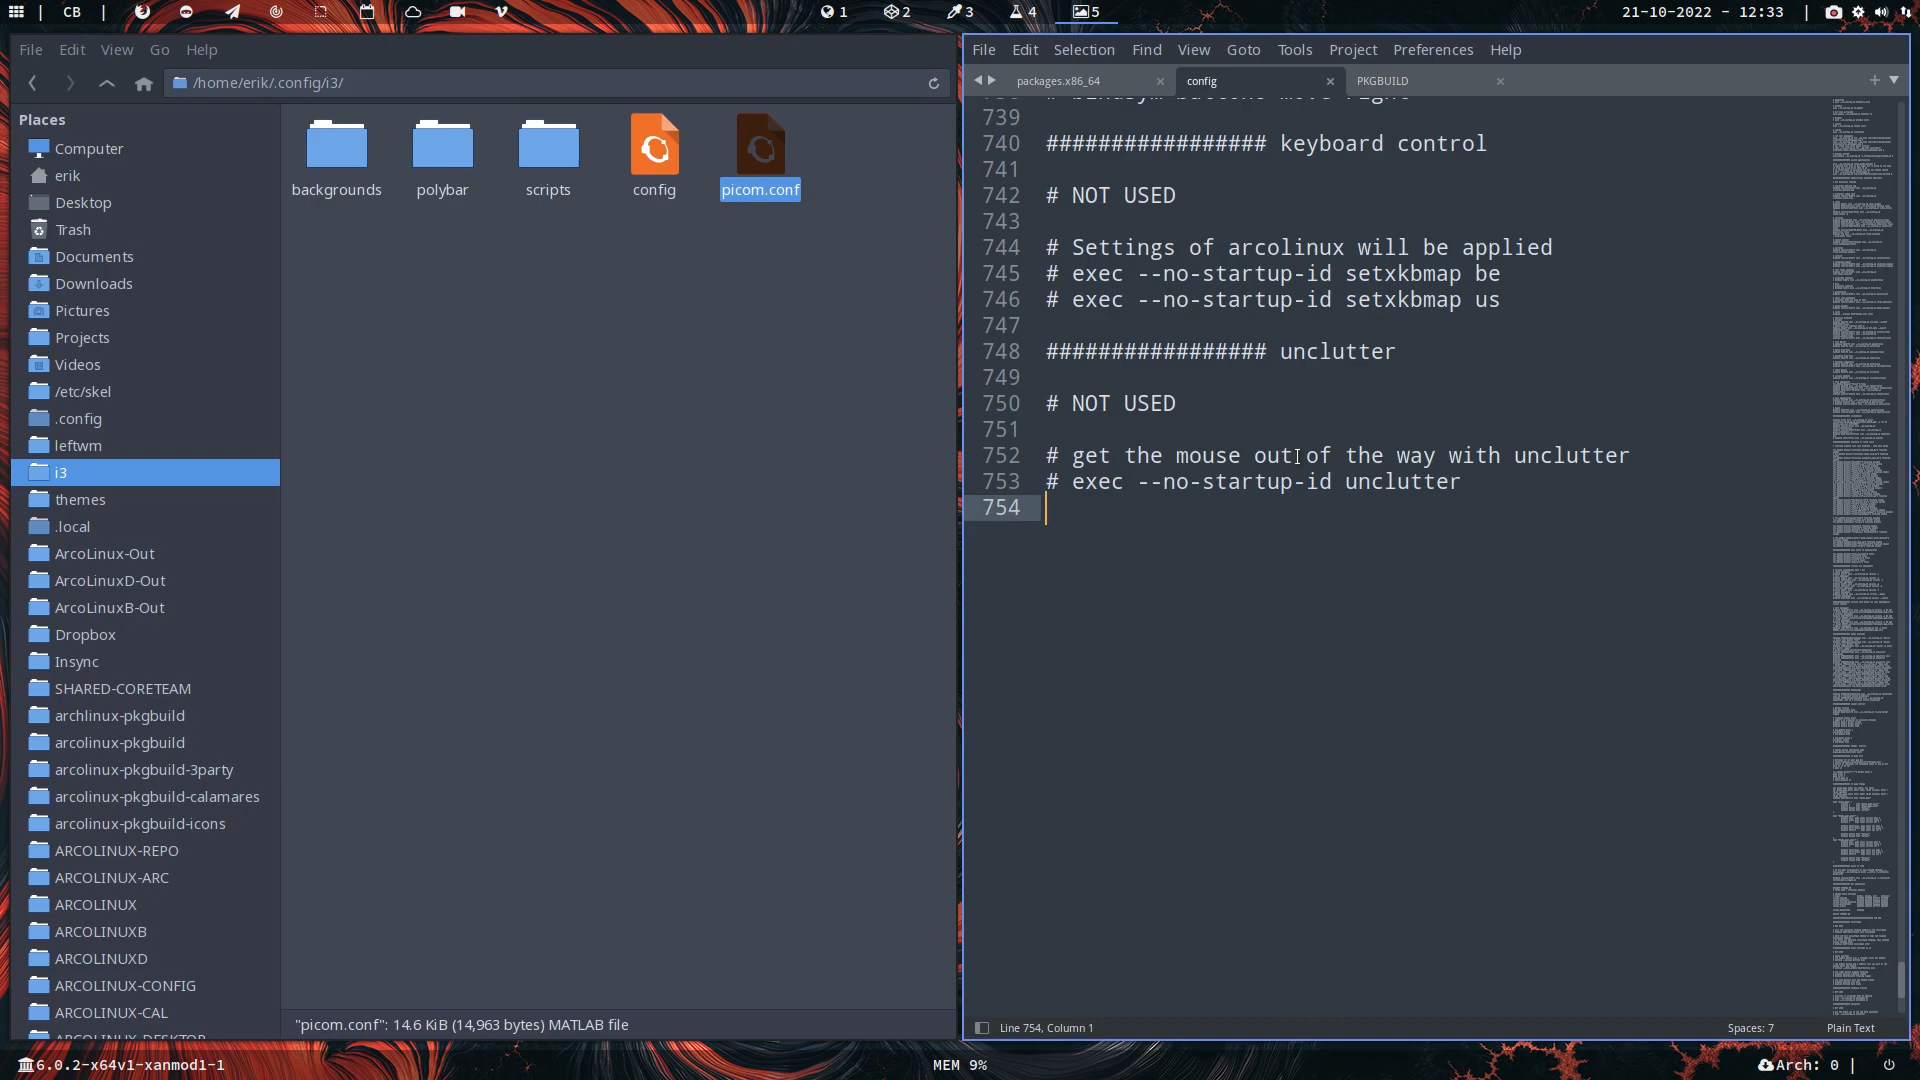 CB
1
2
3
4
5
21-10-2022 - 12:33
File Edit View Go Help
/home/erik/.config/i3/
Places
Computer
erik
Desktop
Trash
Documents
Downloads
Pictures
Projects
Videos
/etc/skel
.config
leftwm
i3
themes
.local
ArcoLinux-Out
ArcoLinuxD-Out
ArcoLinuxB-Out
Dropbox
Insync
SHARED-CORETEAM
archlinux-pkgbuild
arcolinux-pkgbuild
arcolinux-pkgbuild-3party
arcolinux-pkgbuild-calamares
arcolinux-pkgbuild-icons
ARCOLINUX-REPO
ARCOLINUX-ARC
ARCOLINUX
ARCOLINUXB
ARCOLINUXD
ARCOLINUX-CONFIG
ARCOLINUX-CAL
ARCOLINUX-DESKTOP
backgrounds
polybar
scripts
config
picom.conf
"picom.conf": 14.6 KiB (14,963 bytes) MATLAB file
File Edit Selection Find View Goto Tools Project Preferences Help
packages.x86_64
config
PKGBUILD
739
740 ################# keyboard control
741
742 # NOT USED
743
744 # Settings of arcolinux will be applied
745 # exec --no-startup-id setxkbmap be
746 # exec --no-startup-id setxkbmap us
747
748 ################# unclutter
749
750 # NOT USED
751
752 # get the mouse out of the way with unclutter
753 # exec --no-startup-id unclutter
754
Line 754, Column 1
Spaces: 7
Plain Text
6.0.2-x64v1-xanmod1-1
MEM 9%
Arch: 0